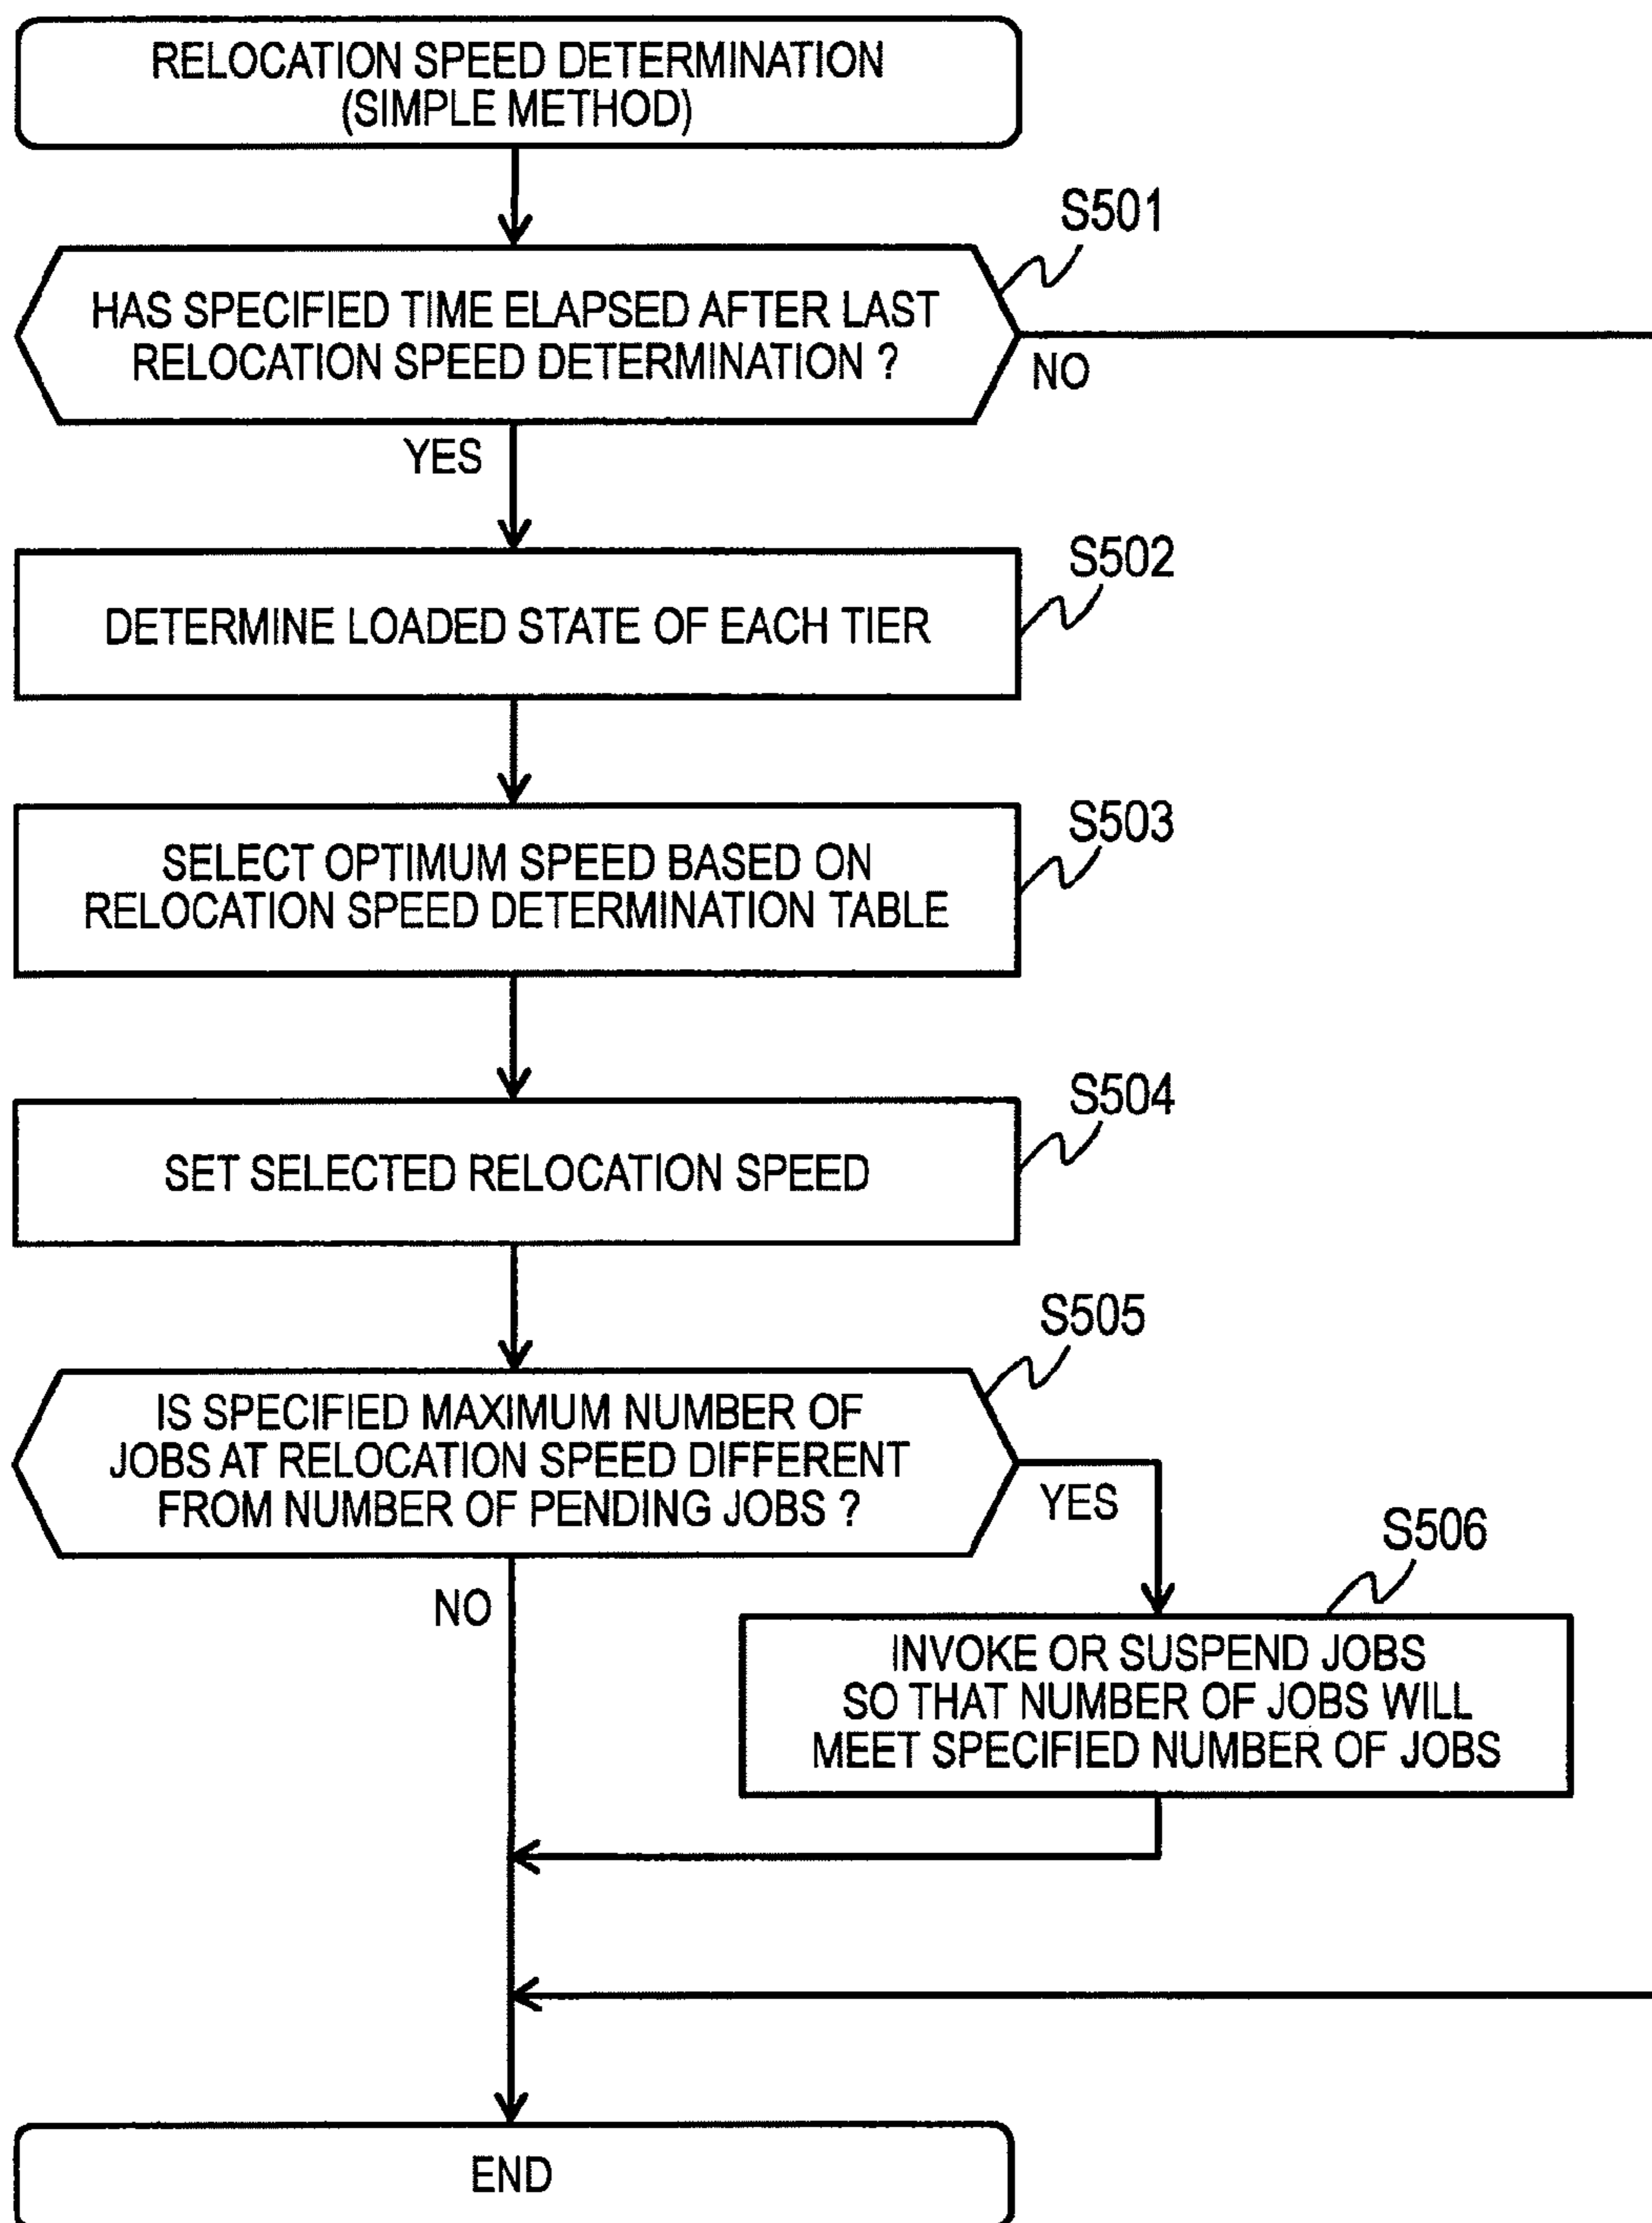 RELOCATION SPEED DETERMINATION
(SIMPLE METHOD)
S501
HAS SPECIFIED TIME ELAPSED AFTER LAST
RELOCATION SPEED DETERMINATION ?
NO
YES
S502
DETERMINE LOADED STATE OF EACH TIER
S503
SELECT OPTIMUM SPEED BASED ON
RELOCATION SPEED DETERMINATION TABLE
S504
SET SELECTED RELOCATION SPEED
S505
IS SPECIFIED MAXIMUM NUMBER OF
JOBS AT RELOCATION SPEED DIFFERENT
FROM NUMBER OF PENDING JOBS ?
YES
NO
S506
INVOKE OR SUSPEND JOBS
SO THAT NUMBER OF JOBS WILL
MEET SPECIFIED NUMBER OF JOBS
END